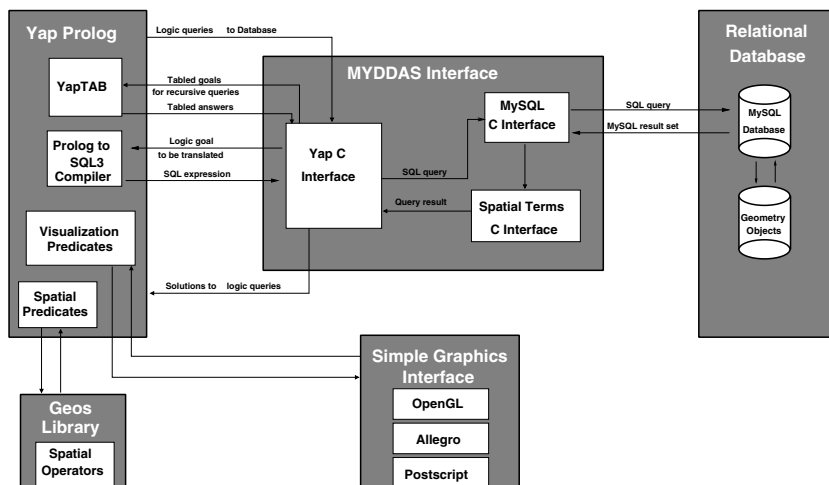 Yap Prolog
Logic queries to Database
Relational
Database
MYDDAS Interface
YapTAB
Tabled goals
for recursive queries
Tabled answers
MySQL
C Interface
SQL query
MySQL result set
MySQL
Database
Prolog to
SQL3
Compiler
Logic goal
to be translated
SQL expression
Yap C
Interface
SQL query
Query result
Spatial Terms
C Interface
Geometry
Objects
Visualization
Predicates
Spatial
Predicates
Solutions to logic queries
Simple Graphics
Interface
OpenGL
Allegro
Postscript
Geos
Library
Spatial
Operators